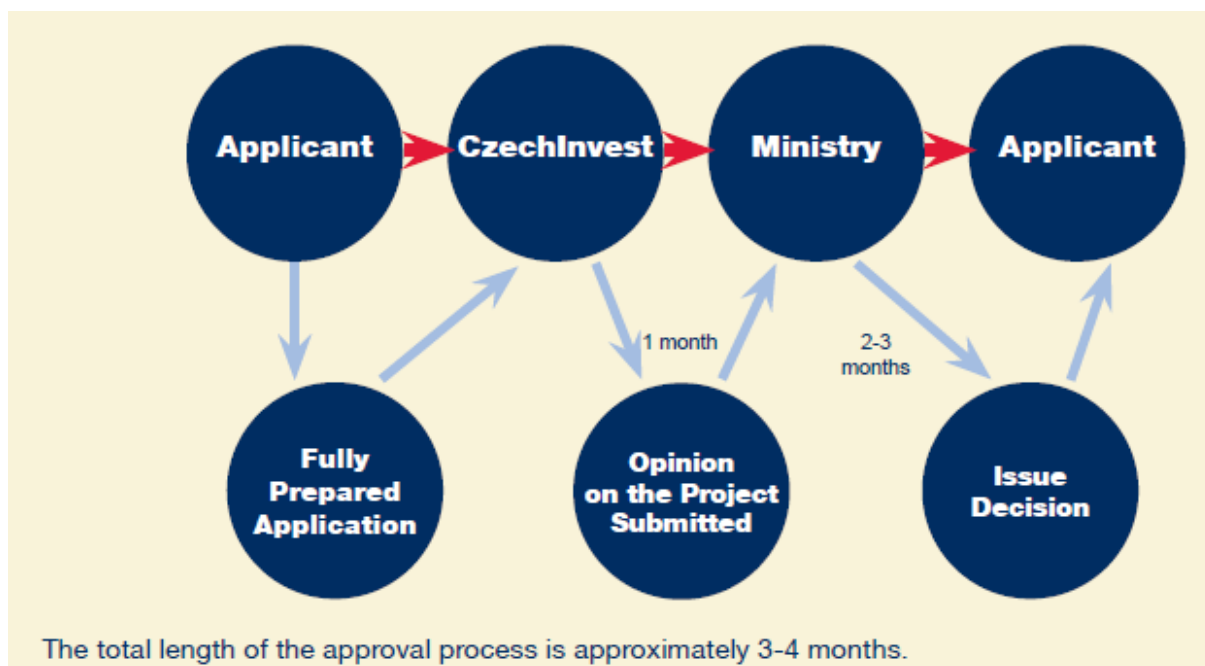 Applicant
CzechInvest
Ministry
Applicant
1 month
2-3
months
Fully
Prepared
Application
Opinion
on the Project
Submitted
Issue
Decision
The total length of the approval process is approximately 3-4 months.